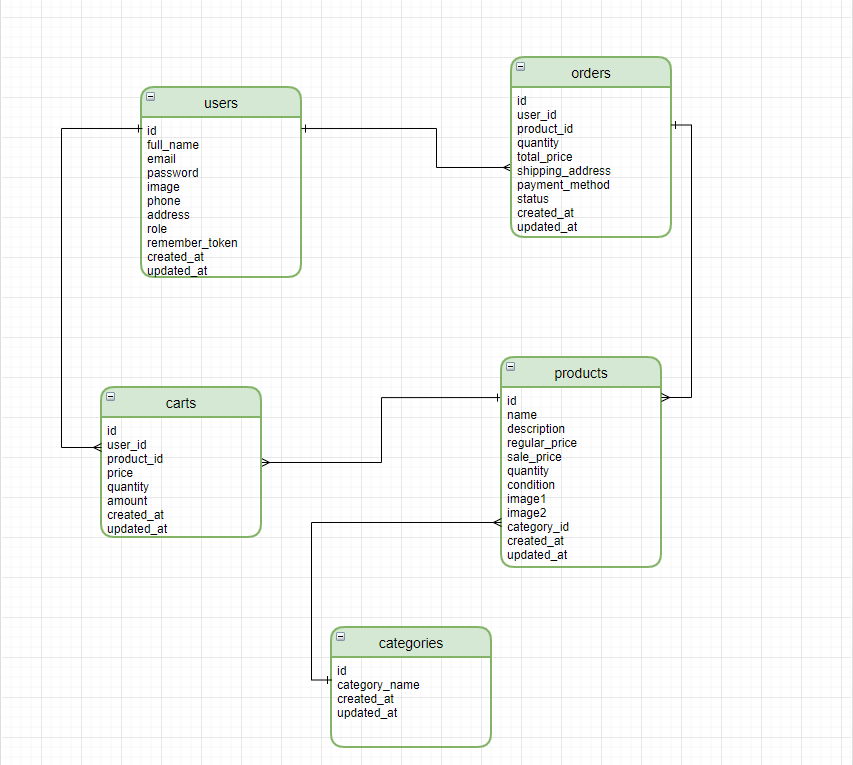 users
id
full_name
email
password
image
phone
address
role
remember_token
created_at
updated_at
orders
id
user_id
product_id
quantity
total_price
shipping_address
payment_method
status
created_at
updated_at
carts
id
user_id
product_id
price
quantity
amount
created_at
updated_at
products
id
name
description
regular_price
sale_price
quantity
condition
image1
image2
category_id
created_at
updated_at
categories
id
category_name
created_at
updated_at